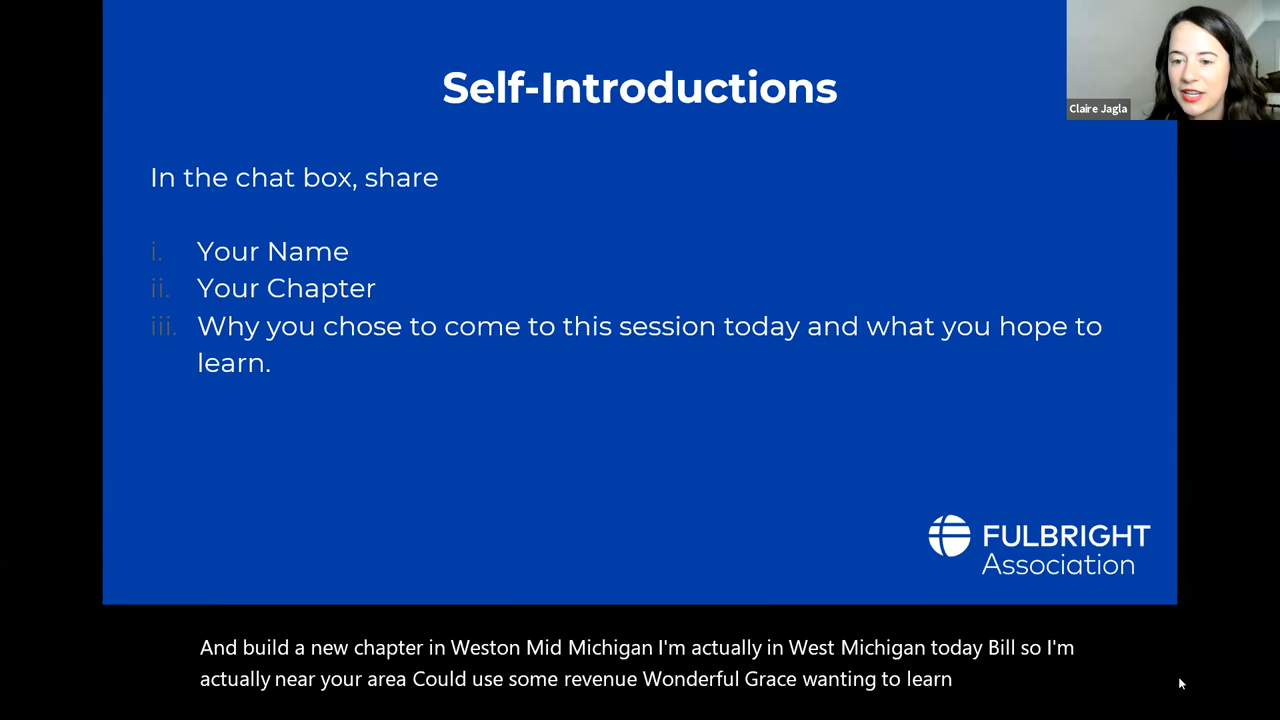 Self-Introductions
Claire Jagla
In the chat box, share
i. Your Name
ii. Your Chapter
iii. Why you chose to come to this session today and what you hope to
learn.
FULBRIGHT
Association
And build a new chapter in Weston Mid Michigan I'm actually in West Michigan today Bill so I'm
actually near your area Could use some revenue Wonderful Grace wanting to learn